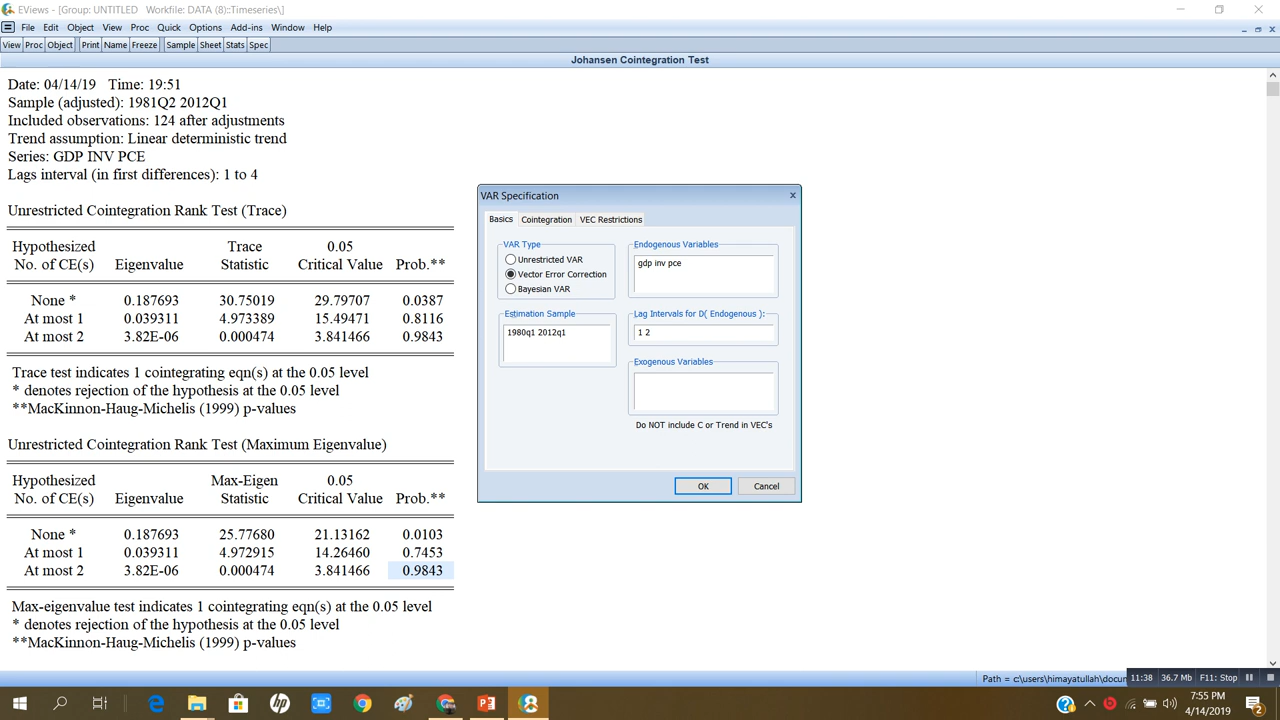 EViews - [Group: UNTITLED   Workfile: DATA (8)::Timeseries\]
File Edit Object View Proc Quick Options Add-ins Window Help
View Proc Object Print Name Freeze Sample Sheet Stats Spec
Johansen Cointegration Test
Date: 04/14/19   Time: 19:51
Sample (adjusted): 1981Q2 2012Q1
Included observations: 124 after adjustments
Trend assumption: Linear deterministic trend
Series: GDP INV PCE
Lags interval (in first differences): 1 to 4
Unrestricted Cointegration Rank Test (Trace)
Hypothesized Trace 0.05
No. of CE(s) Eigenvalue Statistic Critical Value Prob.**
None * 0.187693 30.75019 29.79707 0.0387
At most 1 0.039311 4.973389 15.49471 0.8116
At most 2 3.82E-06 0.000474 3.841466 0.9843
Trace test indicates 1 cointegrating eqn(s) at the 0.05 level
* denotes rejection of the hypothesis at the 0.05 level
**MacKinnon-Haug-Michelis (1999) p-values
Unrestricted Cointegration Rank Test (Maximum Eigenvalue)
Hypothesized Max-Eigen 0.05
No. of CE(s) Eigenvalue Statistic Critical Value Prob.**
None * 0.187693 25.77680 21.13162 0.0103
At most 1 0.039311 4.972915 14.26460 0.7453
At most 2 3.82E-06 0.000474 3.841466 0.9843
Max-eigenvalue test indicates 1 cointegrating eqn(s) at the 0.05 level
* denotes rejection of the hypothesis at the 0.05 level
**MacKinnon-Haug-Michelis (1999) p-values
VAR Specification
Basics Cointegration VEC Restrictions
VAR Type
Unrestricted VAR
Vector Error Correction
Bayesian VAR
Estimation Sample
1980q1 2012q1
Endogenous Variables
gdp inv pce
Lag Intervals for D( Endogenous ):
1 2
Exogenous Variables
Do NOT include C or Trend in VEC's
OK Cancel
Path = c:\users\himayatullah\docum
11:38 36.7 Mb F11: Stop
7:55 PM
4/14/2019
2